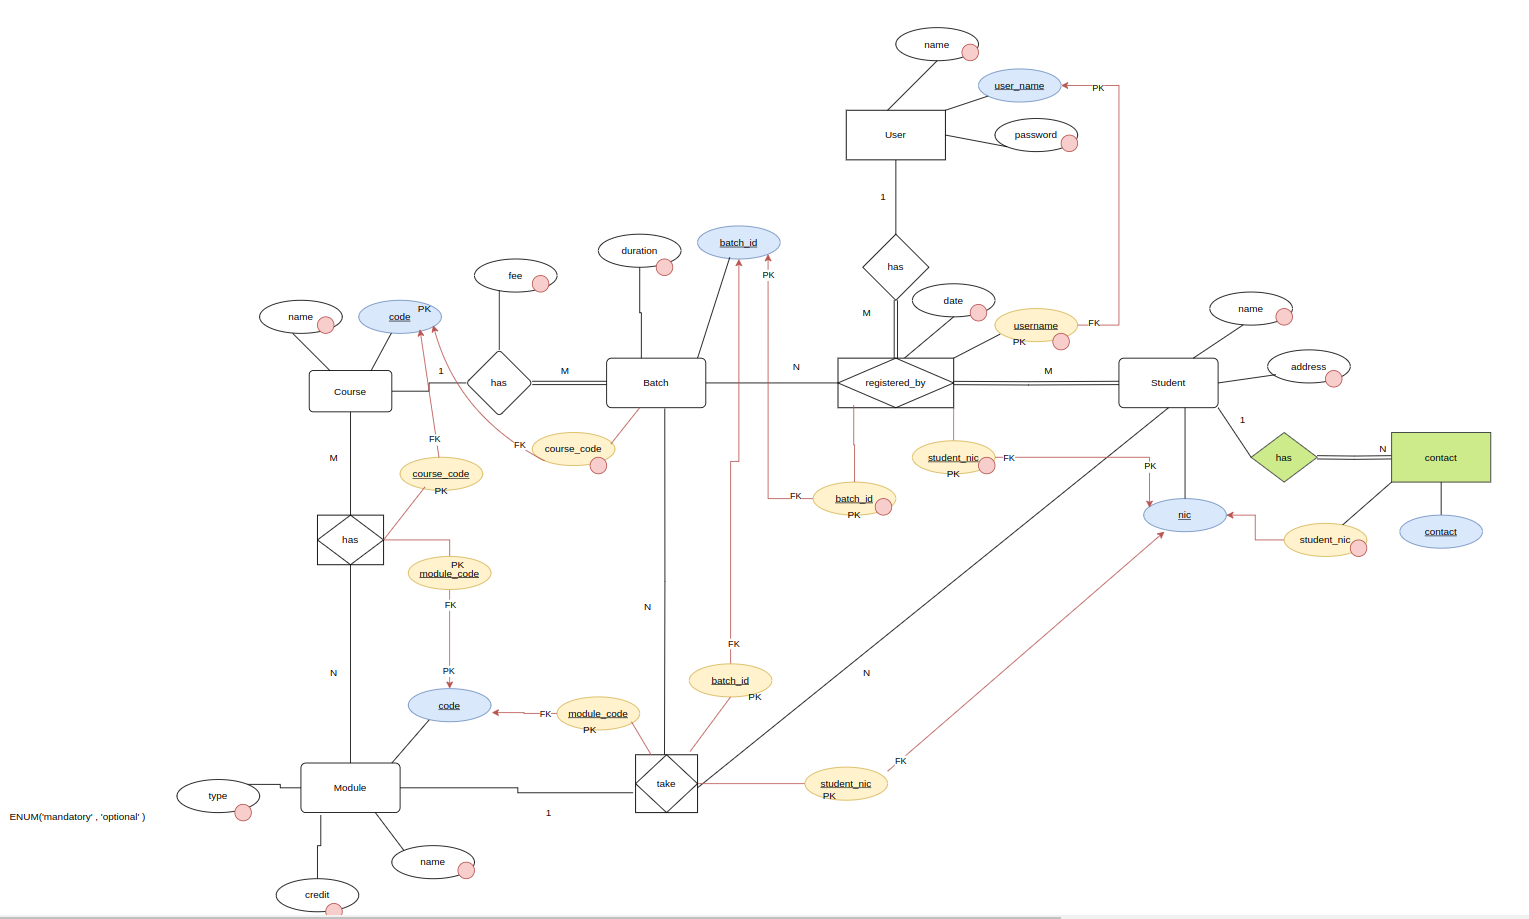 name
user_name
PK
User
password
1
batch_id
duration
has
fee
PK
date
M
name
code
PK
name
username
FK
PK
address
N
1
M
M
has
Batch
registered_by
Student
Course
1
FK
FK
course_code
N
M
student_nic
FK
PK
has
contact
course_code
PK
PK
FK
batch_id
PK
nic
contact
has
student_nic
PK
module_code
FK
N
FK
PK
N
N
batch_id
PK
code
FK
module_code
PK
FK
Module
take
student_nic
PK
type
1
ENUM('mandatory' , 'optional' )
name
credit